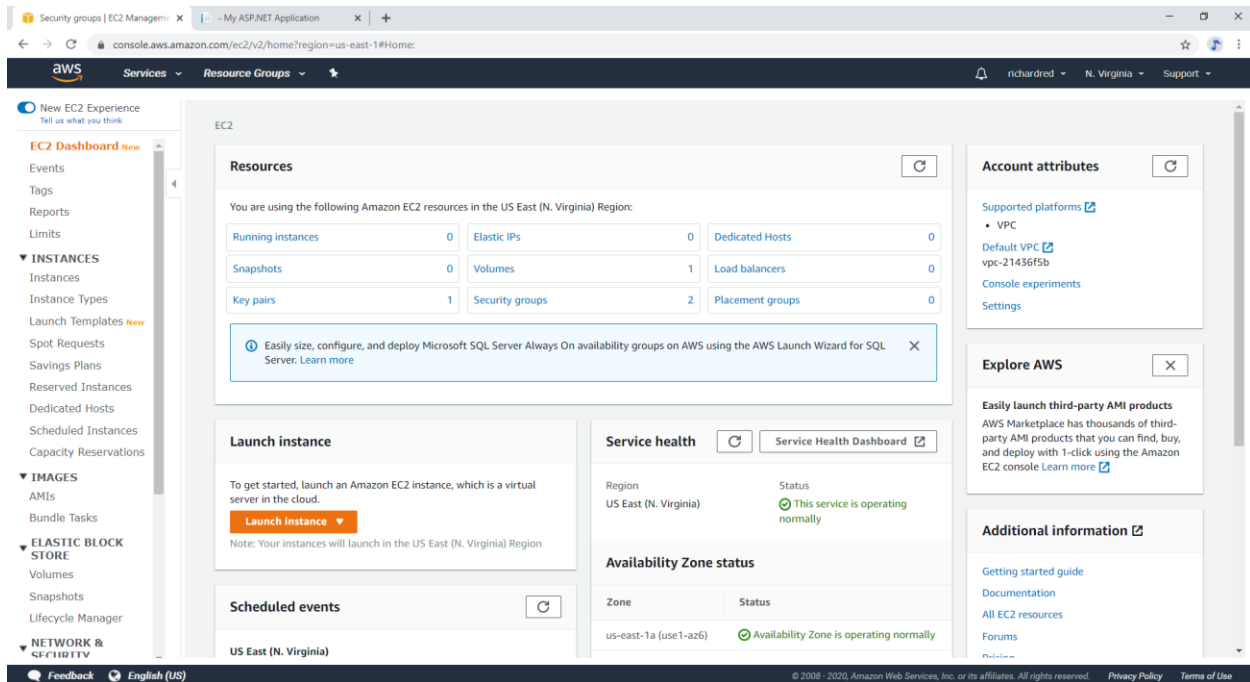 Security groups | EC2 Managem
- My ASP.NET Application
console.aws.amazon.com/ec2/v2/home?region=us-east-1#Home:
aws
Services
Resource Groups
richardred
N. Virginia
Support
New EC2 Experience
Tell us what you think
EC2 Dashboard New
Events
Tags
Reports
Limits
INSTANCES
Instances
Instance Types
Launch Templates New
Spot Requests
Savings Plans
Reserved Instances
Dedicated Hosts
Scheduled Instances
Capacity Reservations
IMAGES
AMIs
Bundle Tasks
ELASTIC BLOCK
STORE
Volumes
Snapshots
Lifecycle Manager
NETWORK &
SECURITY
EC2
Resources
You are using the following Amazon EC2 resources in the US East (N. Virginia) Region:
Running instances 0
Elastic IPs 0
Dedicated Hosts 0
Snapshots 0
Volumes 1
Load balancers 0
Key pairs 1
Security groups 2
Placement groups 0
Easily size, configure, and deploy Microsoft SQL Server Always On availability groups on AWS using the AWS Launch Wizard for SQL
Server. Learn more
Launch instance
To get started, launch an Amazon EC2 instance, which is a virtual
server in the cloud.
Launch instance
Note: Your instances will launch in the US East (N. Virginia) Region
Scheduled events
US East (N. Virginia)
Service health
Service Health Dashboard
Region
US East (N. Virginia)
Status
This service is operating
normally
Availability Zone status
Zone
Status
us-east-1a (use1-az6)
Availability Zone is operating normally
Account attributes
Supported platforms
• VPC
Default VPC
vpc-21436f5b
Console experiments
Settings
Explore AWS
Easily launch third-party AMI products
AWS Marketplace has thousands of third-
party AMI products that you can find, buy,
and deploy with 1-click using the Amazon
EC2 console Learn more
Additional information
Getting started guide
Documentation
All EC2 resources
Forums
Pricing
Feedback
English (US)
© 2008 - 2020, Amazon Web Services, Inc. or its affiliates. All rights reserved.
Privacy Policy
Terms of Use